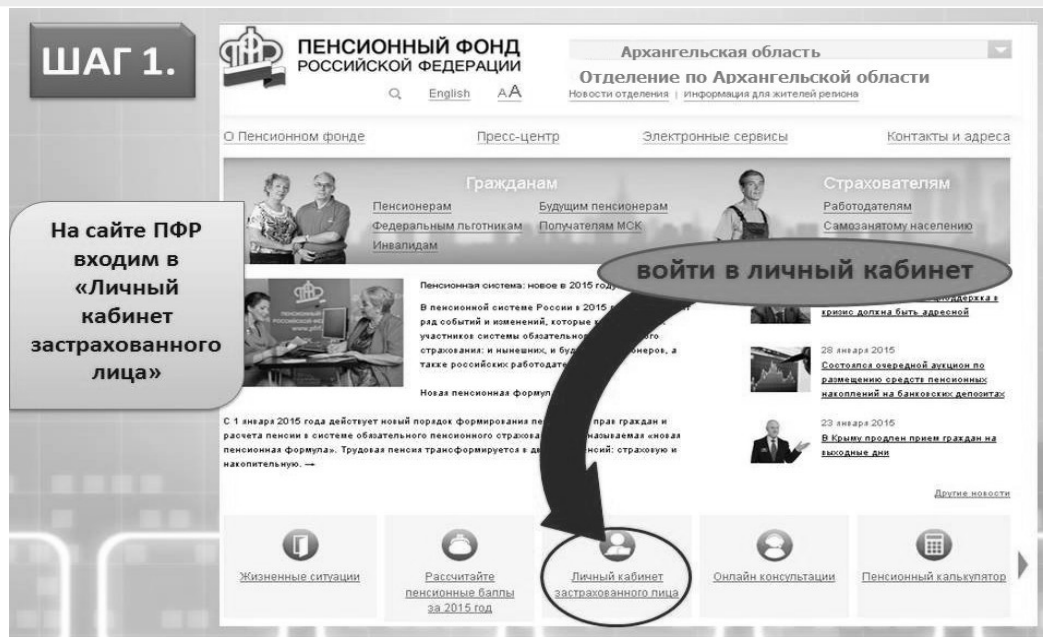 ШАГ 1.
ПЕНСИОННЫЙ ФОНД
РОССИЙСКОЙ ФЕДЕРАЦИИ
English АА
Архангельская область
Отделение по Архангельской области
Новости отделения | Информация для жителей региона
О Пенсионном фонде
Пресс-центр
Электронные сервисы
Контакты и адреса
Гражданам
Пенсионерам
Будущим пенсионерам
Федеральным льготникам
Получателям МСК
Инвалидам
Страхователям
Работодателям
Самозанятому населению
На сайте ПФР
входим в
«Личный
кабинет
застрахованного
лица»
войти в личный кабинет
Пенсионная система: новое в 2015
В пенсионной системе России в 2015
ряд событий и изменений, которые
участников системы
страхования: и нынешних, и
также российских
Новая пенсионная
С 1 января 2015 года действует новый порядок формирования прав граждан и
расчета пенсии в системе обязательного пенсионного «новая
пенсионная формула». Трудовая пенсия трансформируется в страховую и
накопительную. →
кризис должна быть адресной
28 января 2015
Состоялся очередной аукцион по
размещению средств пенсионных
накоплений на банковских депозитах
23 января 2015
В Крыму продлен прием граждан на
выходные дни
Другие новости
Жизненные ситуации
Рассчитайте
пенсионные баллы
за 2015 год
Личный кабинет
застрахованного лица
Онлайн консультации
Пенсионный калькулятор